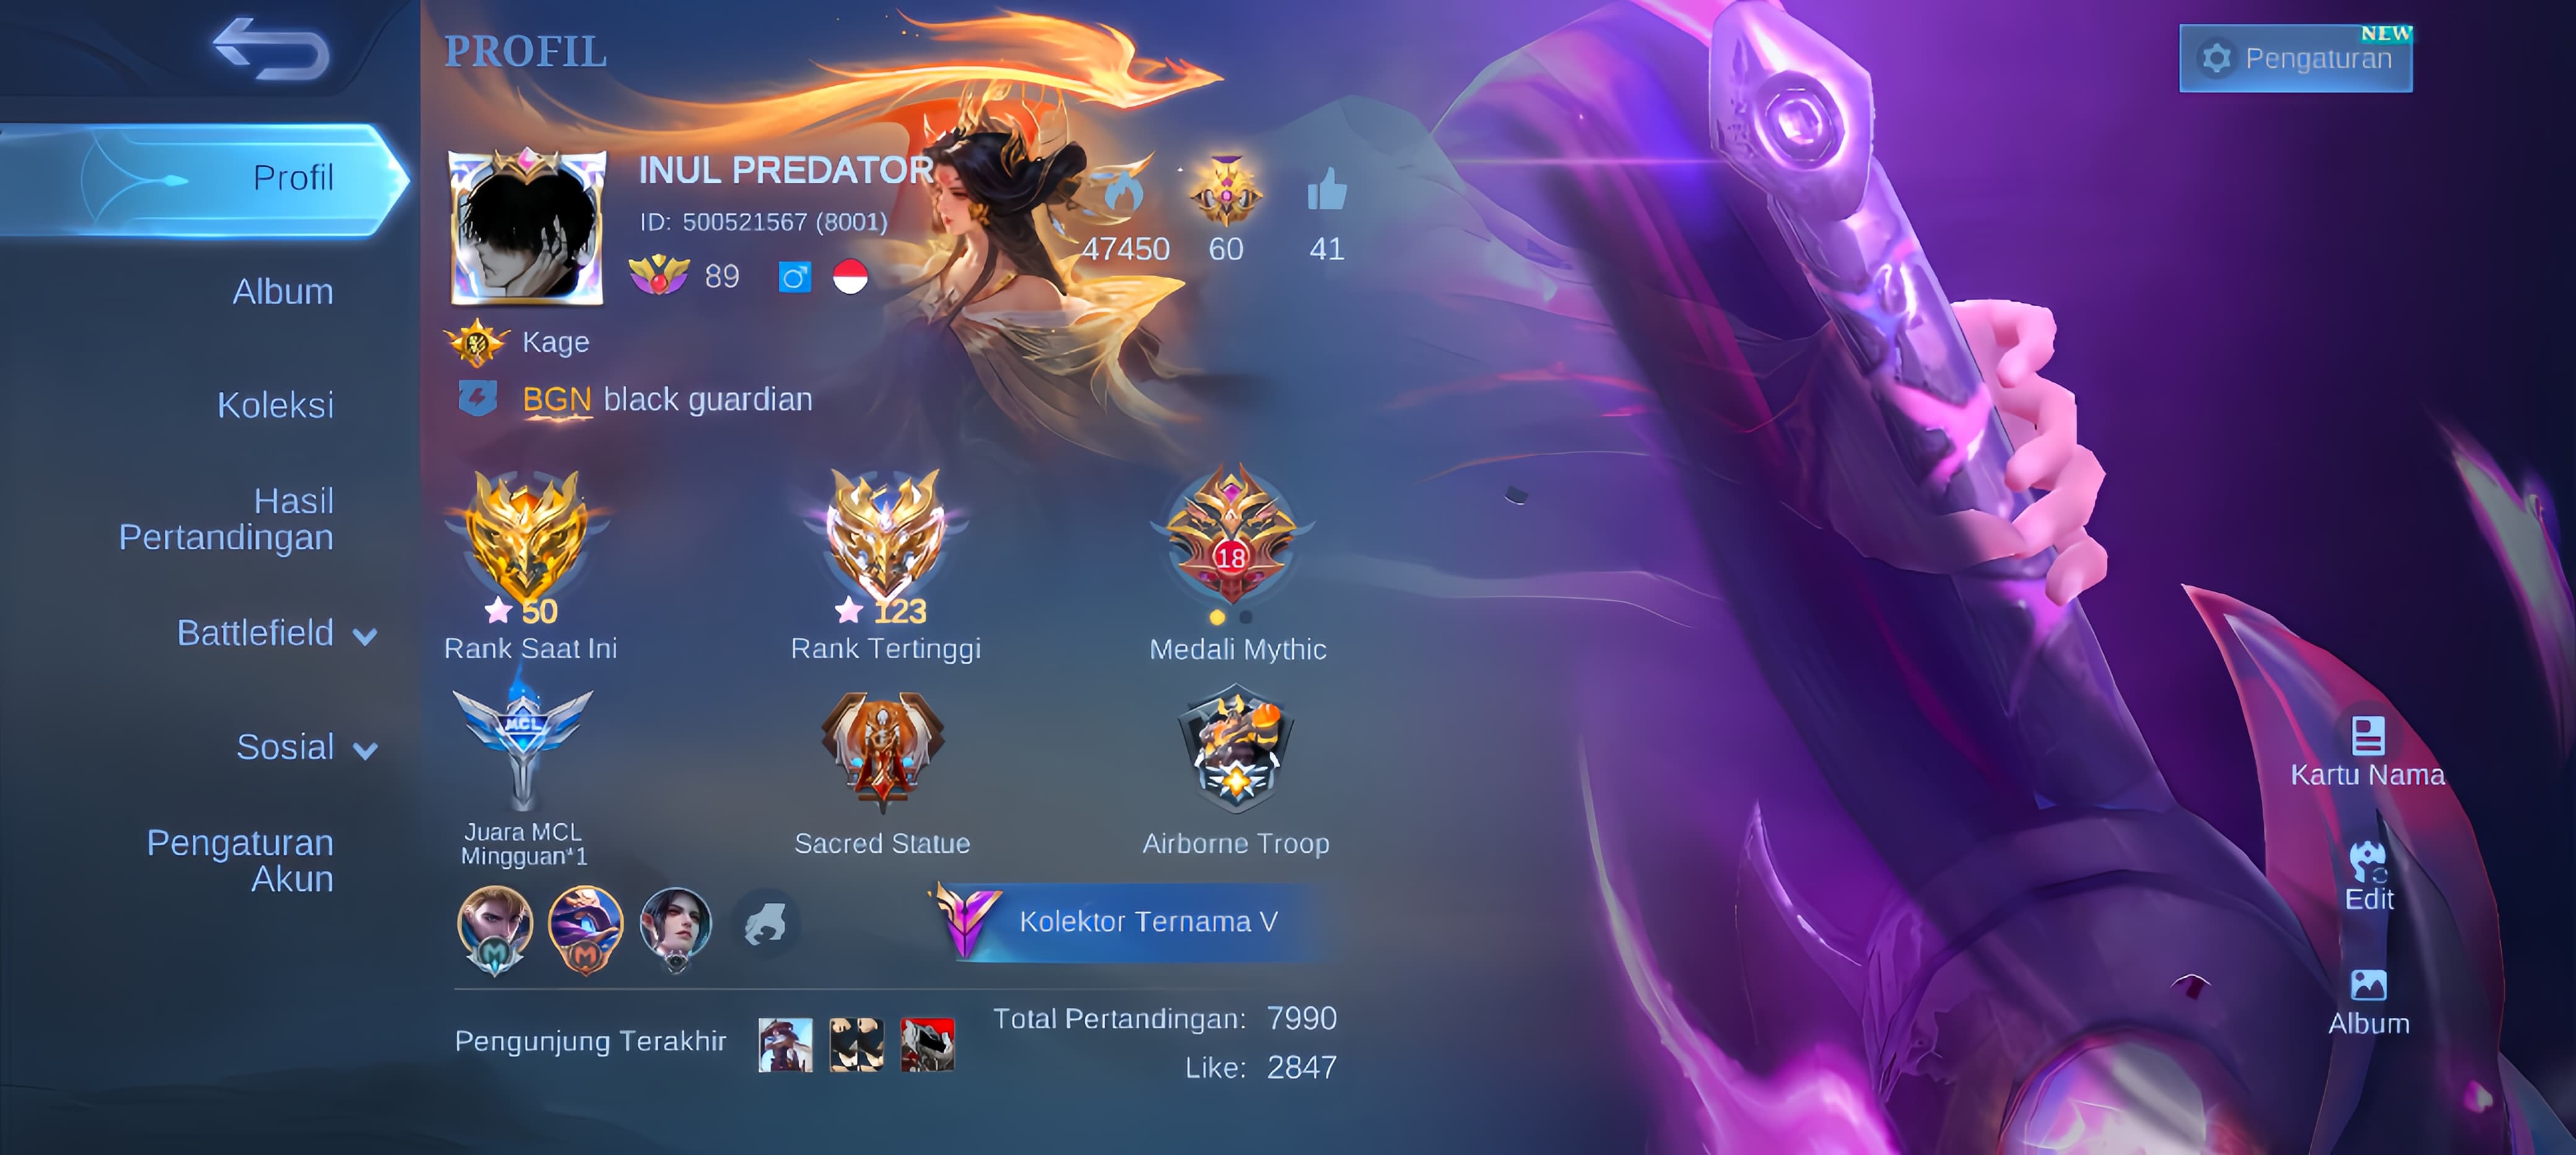 PROFIL
NEW
Pengaturan
Profil
Album
Koleksi
Hasil
Pertandingan
Battlefield
Sosial
Pengaturan
Akun
INUL PREDATOR
ID: 500521567 (8001)
89
47450
60
41
Kage
BGN black guardian
50
Rank Saat Ini
123
Rank Tertinggi
18
Medali Mythic
MCL
Juara MCL
Mingguan*1
Sacred Statue
Airborne Troop
M
M
Kolektor Ternama V
Pengunjung Terakhir
Total Pertandingan: 7990
Like: 2847
Kartu Nama
Edit
Album